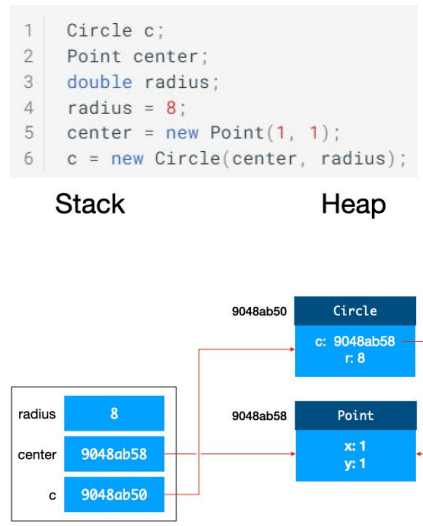 1 Circle c;
2 Point center;
3 double radius;
4 radius = 8;
5 center = new Point(1, 1);
6 c = new Circle(center, radius);
Stack Heap
9048ab50 Circle
c: 9048ab58
r: 8
radius 8
9048ab58 Point
center 9048ab58
x: 1
y: 1
c 9048ab50